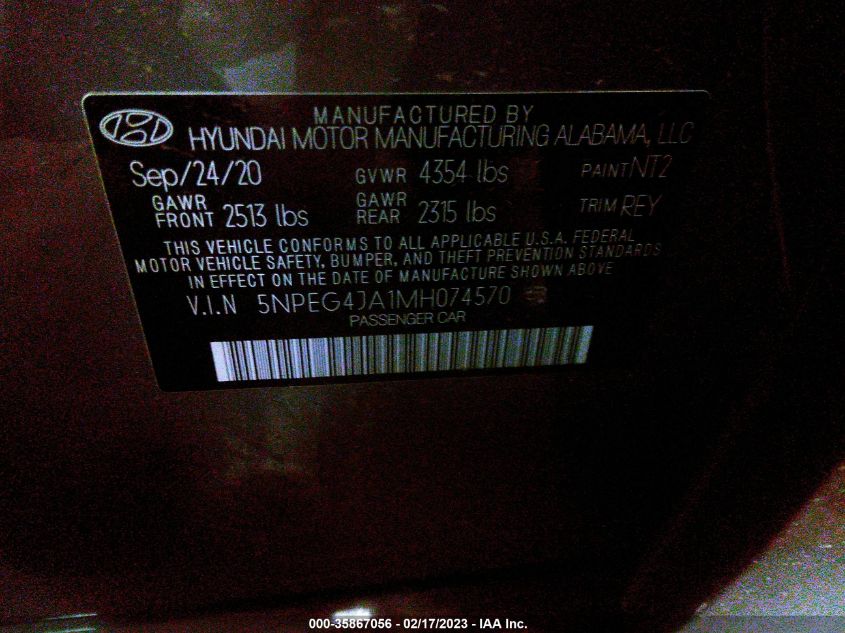 MANUFACTURED BY
HYUNDAI MOTOR MANUFACTURING ALABAMA, LLC
Sep/24/20 GVWR 4354 lbs PAINT NT2
GAWR FRONT 2513 lbs GAWR REAR 2315 lbs TRIM REY
THIS VEHICLE CONFORMS TO ALL APPLICABLE U.S.A. FEDERAL
MOTOR VEHICLE SAFETY, BUMPER, AND THEFT PREVENTION STANDARDS
IN EFFECT ON THE DATE OF MANUFACTURE SHOWN ABOVE
V.I.N 5NPEG4JA1MH074570
PASSENGER CAR
000-35867056 - 02/17/2023 - IAA Inc.